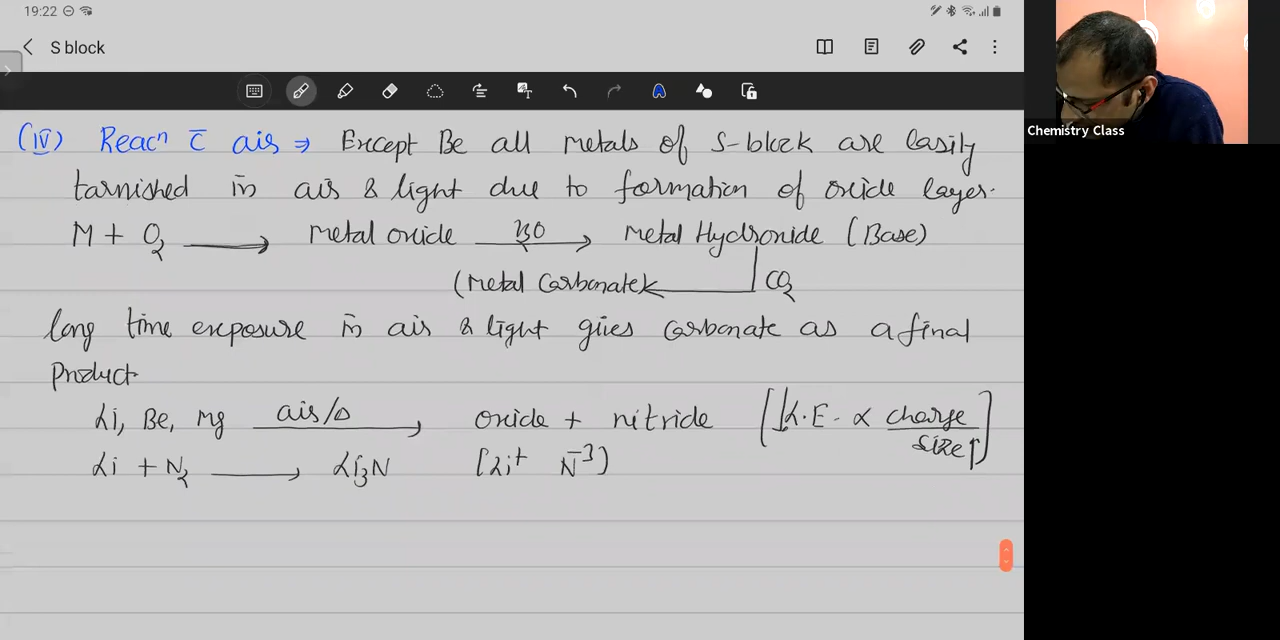 19:22
S block
Chemistry Class
(IV) Reacn c̅ air ⇒ Except Be all metals of S-block are easily
tarnished in air & light due to formation of oxide layer.
M + O2 ⟶ Metal oxide —H2O→ Metal Hydroxide (Base)
(Metal Carbonate) ⟵ CO2
long time exposure in air & light gives Carbonate as a final
Product
Li, Be, Mg —air/Δ→ oxide + nitride [L.E. ∝ charge/size↑]
Li + N2 ⟶ Li3N [Li+ N-3]